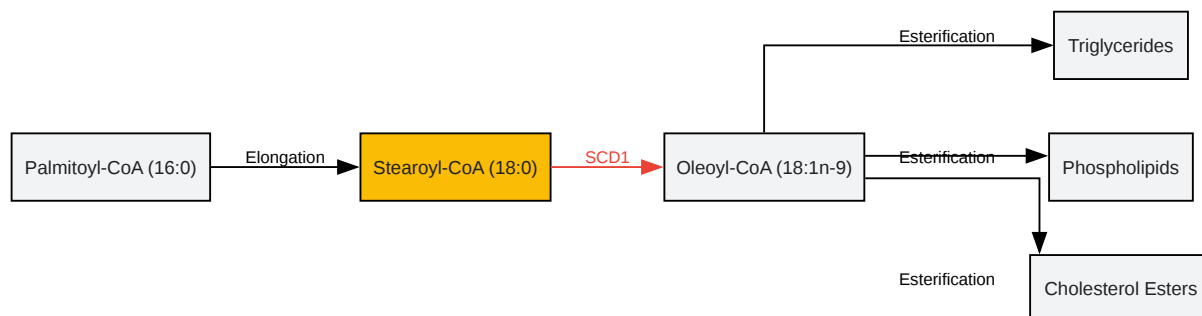 Esterification
Triglycerides
Palmitoyl-CoA (16:0)
Elongation
Stearoyl-CoA (18:0)
SCD1
Oleoyl-CoA (18:1n-9)
Esterification
Phospholipids
Esterification
Cholesterol Esters